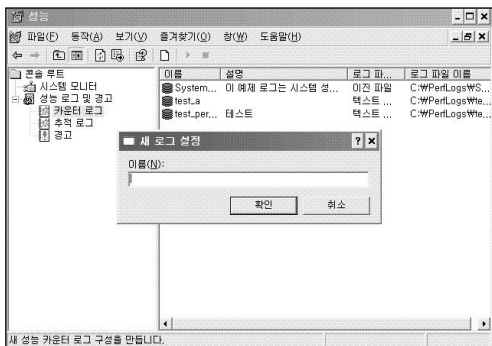 성능
파일(F) 동작(A) 보기(V) 즐겨찾기(O) 창(W) 도움말(H)
콘솔 루트
시스템 모니터
성능 로그 및 경고
카운터 로그
추적 로그
경고
이름 설명 로그 파... 로그 파일 이름
System... 이 예제 로그는 시스템 성... 이진 파일 C:₩PerfLogs₩S...
test_a 텍스트 ... C:₩PerfLogs₩te...
test_per... 테스트 텍스트 ... C:₩PerfLogs₩te...
새 로그 설정
이름(N):
확인 취소
새 성능 카운터 로그 구성을 만듭니다.